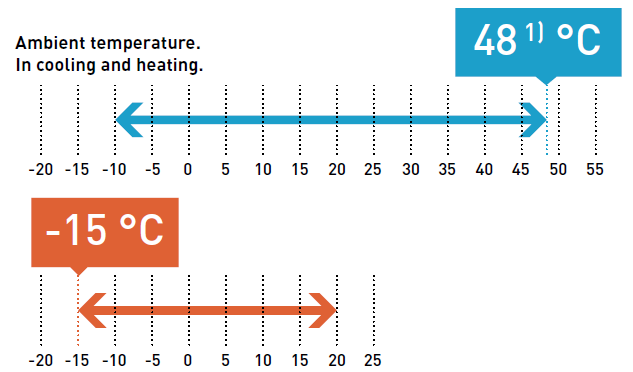 Ambient temperature.
In cooling and heating.
48 1) °C
-20 -15 -10 -5 0 5 10 15 20 25 30 35 40 45 50 55
-15 °C
-20 -15 -10 -5 0 5 10 15 20 25